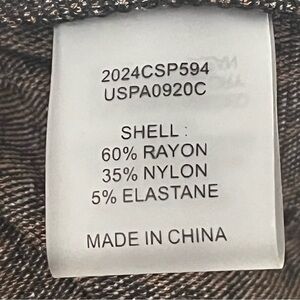 2024CSP594
USPA0920C
SHELL :
60% RAYON
35% NYLON
5% ELASTANE
MADE IN CHINA